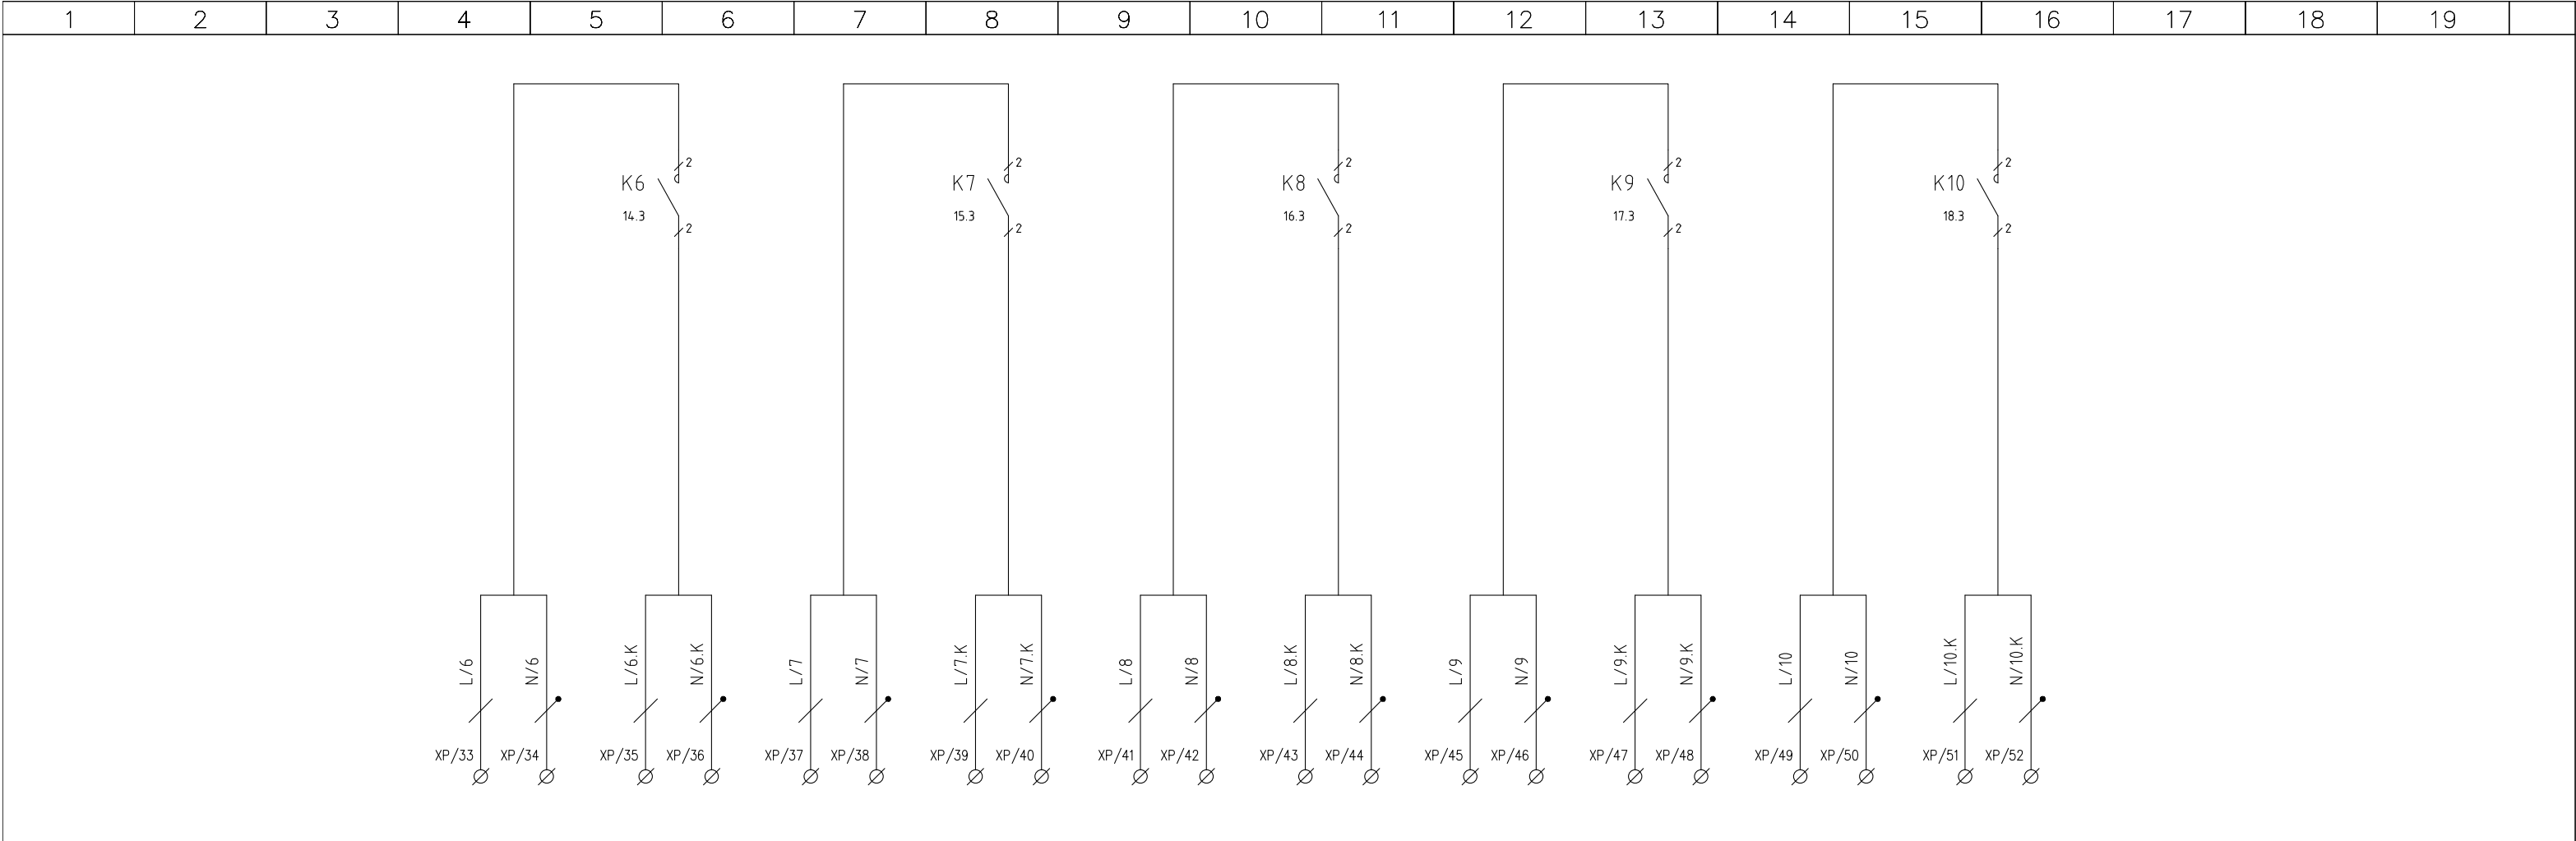 1 2 3 4 5 6 7 8 9 10 11 12 13 14 15 16 17 18 19
2 2 2 2 2
K6 K7 K8 K9 K10
14.3 15.3 16.3 17.3 18.3
2 2 2 2 2
L/6 N/6 L/6.K N/6.K L/7 N/7 L/7.K N/7.K L/8 N/8 L/8.K N/8.K L/9 N/9 L/9.K N/9.K L/10 N/10 L/10.K N/10.K
XP/33 XP/34 XP/35 XP/36 XP/37 XP/38 XP/39 XP/40 XP/41 XP/42 XP/43 XP/44 XP/45 XP/46 XP/47 XP/48 XP/49 XP/50 XP/51 XP/52